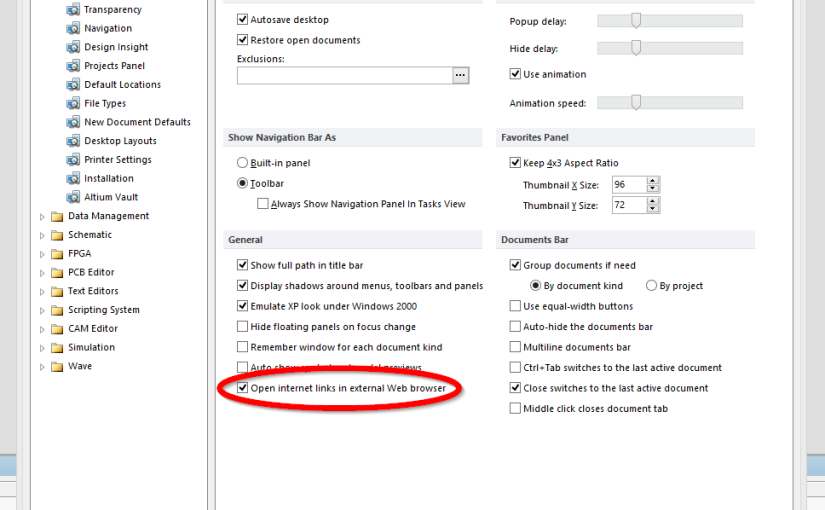 Transparency
Navigation
Design Insight
Projects Panel
Default Locations
File Types
New Document Defaults
Desktop Layouts
Printer Settings
Installation
Altium Vault
Data Management
Schematic
FPGA
PCB Editor
Text Editors
Scripting System
CAM Editor
Simulation
Wave
Autosave desktop
Restore open documents
Exclusions:
...
Show Navigation Bar As
Built-in panel
Toolbar
Always Show Navigation Panel In Tasks View
General
Show full path in title bar
Display shadows around menus, toolbars and panels
Emulate XP look under Windows 2000
Hide floating panels on focus change
Remember window for each document kind
Auto show symbol and model previews
Open internet links in external Web browser
Popup delay:
Hide delay:
Use animation
Animation speed:
Favorites Panel
Keep 4x3 Aspect Ratio
Thumbnail X Size: 96
Thumbnail Y Size: 72
Documents Bar
Group documents if need
By document kind By project
Use equal-width buttons
Auto-hide the documents bar
Multiline documents bar
Ctrl+Tab switches to the last active document
Close switches to the last active document
Middle click closes document tab